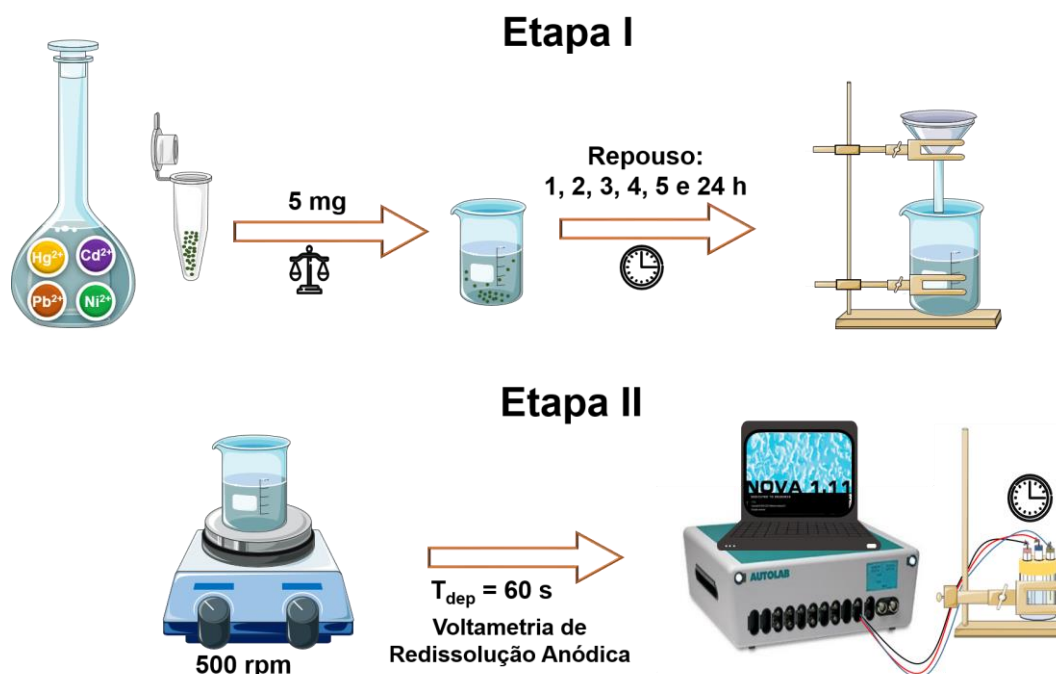 Etapa I
Hg²⁺
Cd²⁺
Pb²⁺
Ni²⁺
5 mg
Repouso:
1, 2, 3, 4, 5 e 24 h
Etapa II
500 rpm
T_dep = 60 s
Voltametria de
Redissolução Anódica
NOVA 1.11
AUTOLAB